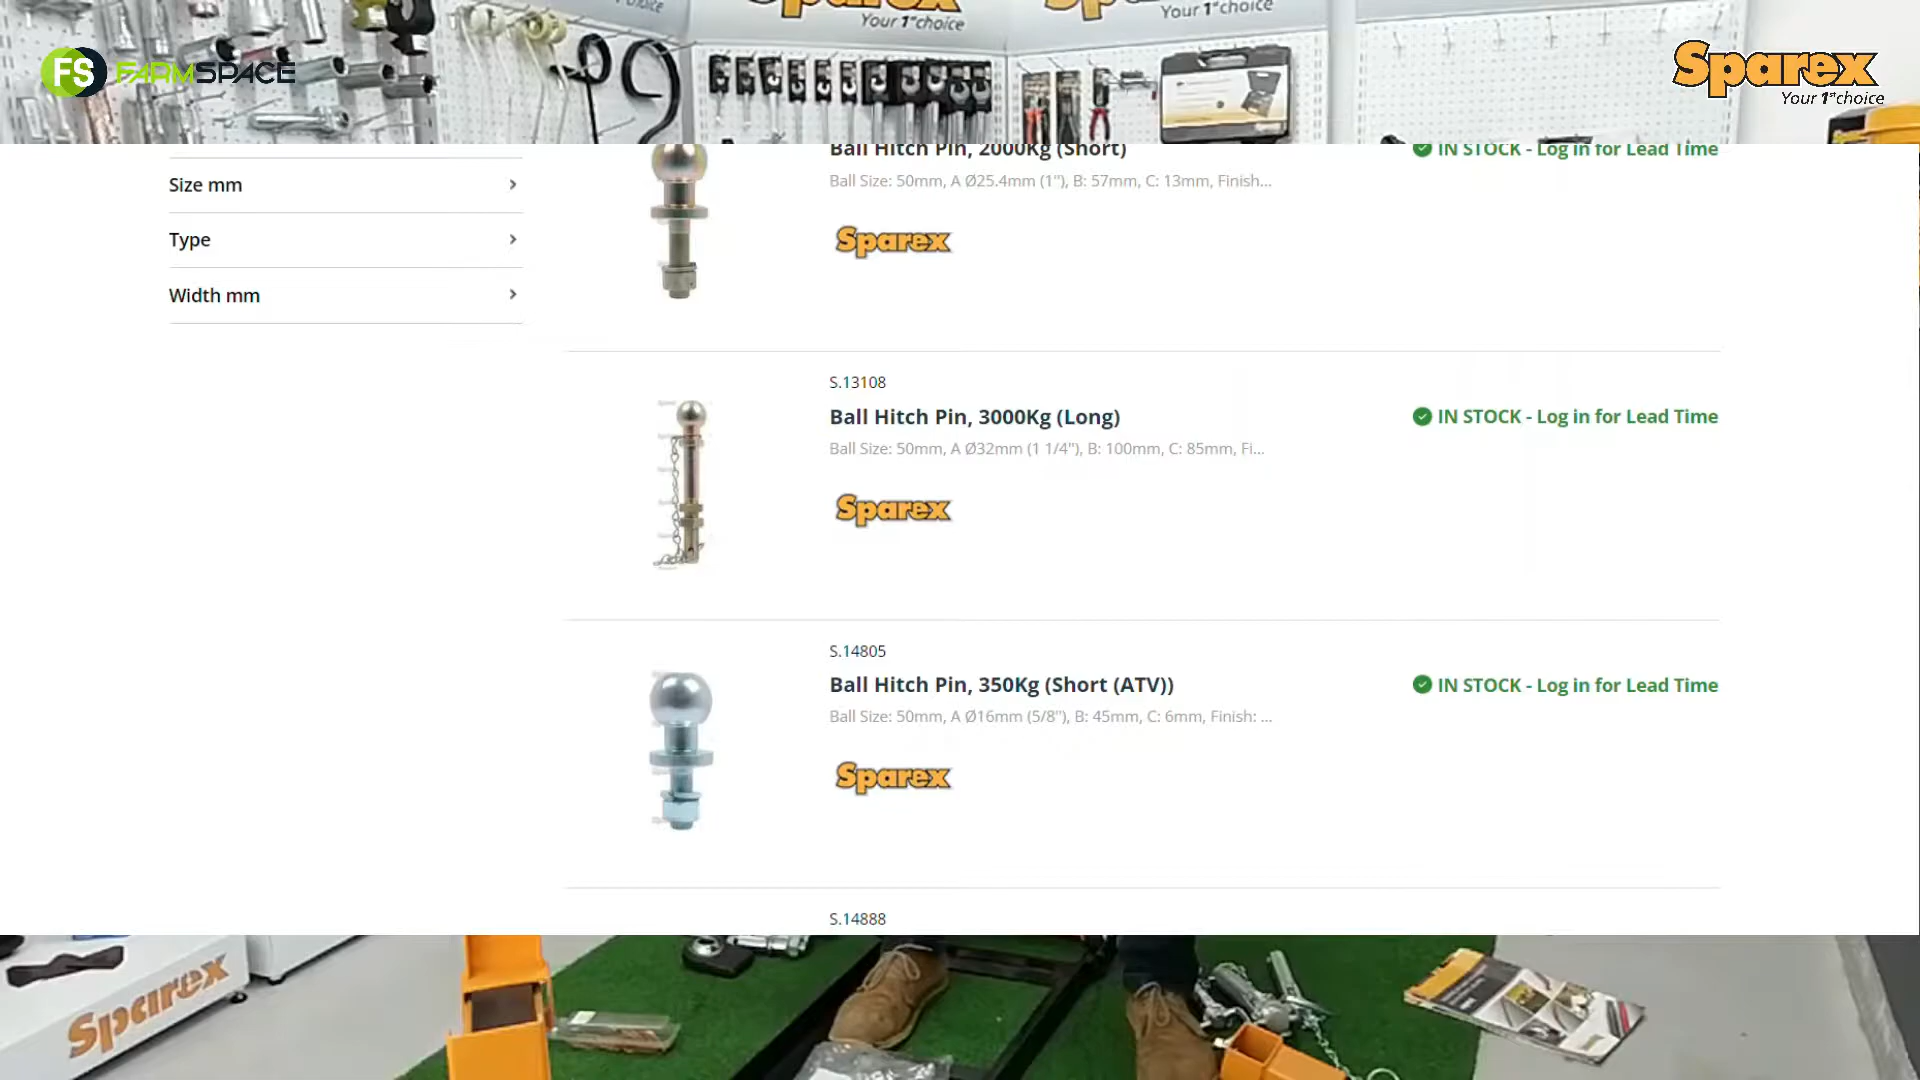 Your 1st choice
Your 1st choice
FS FARMSPACE
Sparex
Your 1st choice
Size mm
Type
Width mm
Ball Hitch Pin, 2000Kg (Short)
Ball Size: 50mm, A Ø25.4mm (1"), B: 57mm, C: 13mm, Finish...
IN STOCK - Log in for Lead Time
Sparex
S.13108
Ball Hitch Pin, 3000Kg (Long)
Ball Size: 50mm, A Ø32mm (1 1/4"), B: 100mm, C: 85mm, Fi...
IN STOCK - Log in for Lead Time
Sparex
S.14805
Ball Hitch Pin, 350Kg (Short (ATV))
Ball Size: 50mm, A Ø16mm (5/8"), B: 45mm, C: 6mm, Finish: ...
IN STOCK - Log in for Lead Time
Sparex
S.14888
Sparex